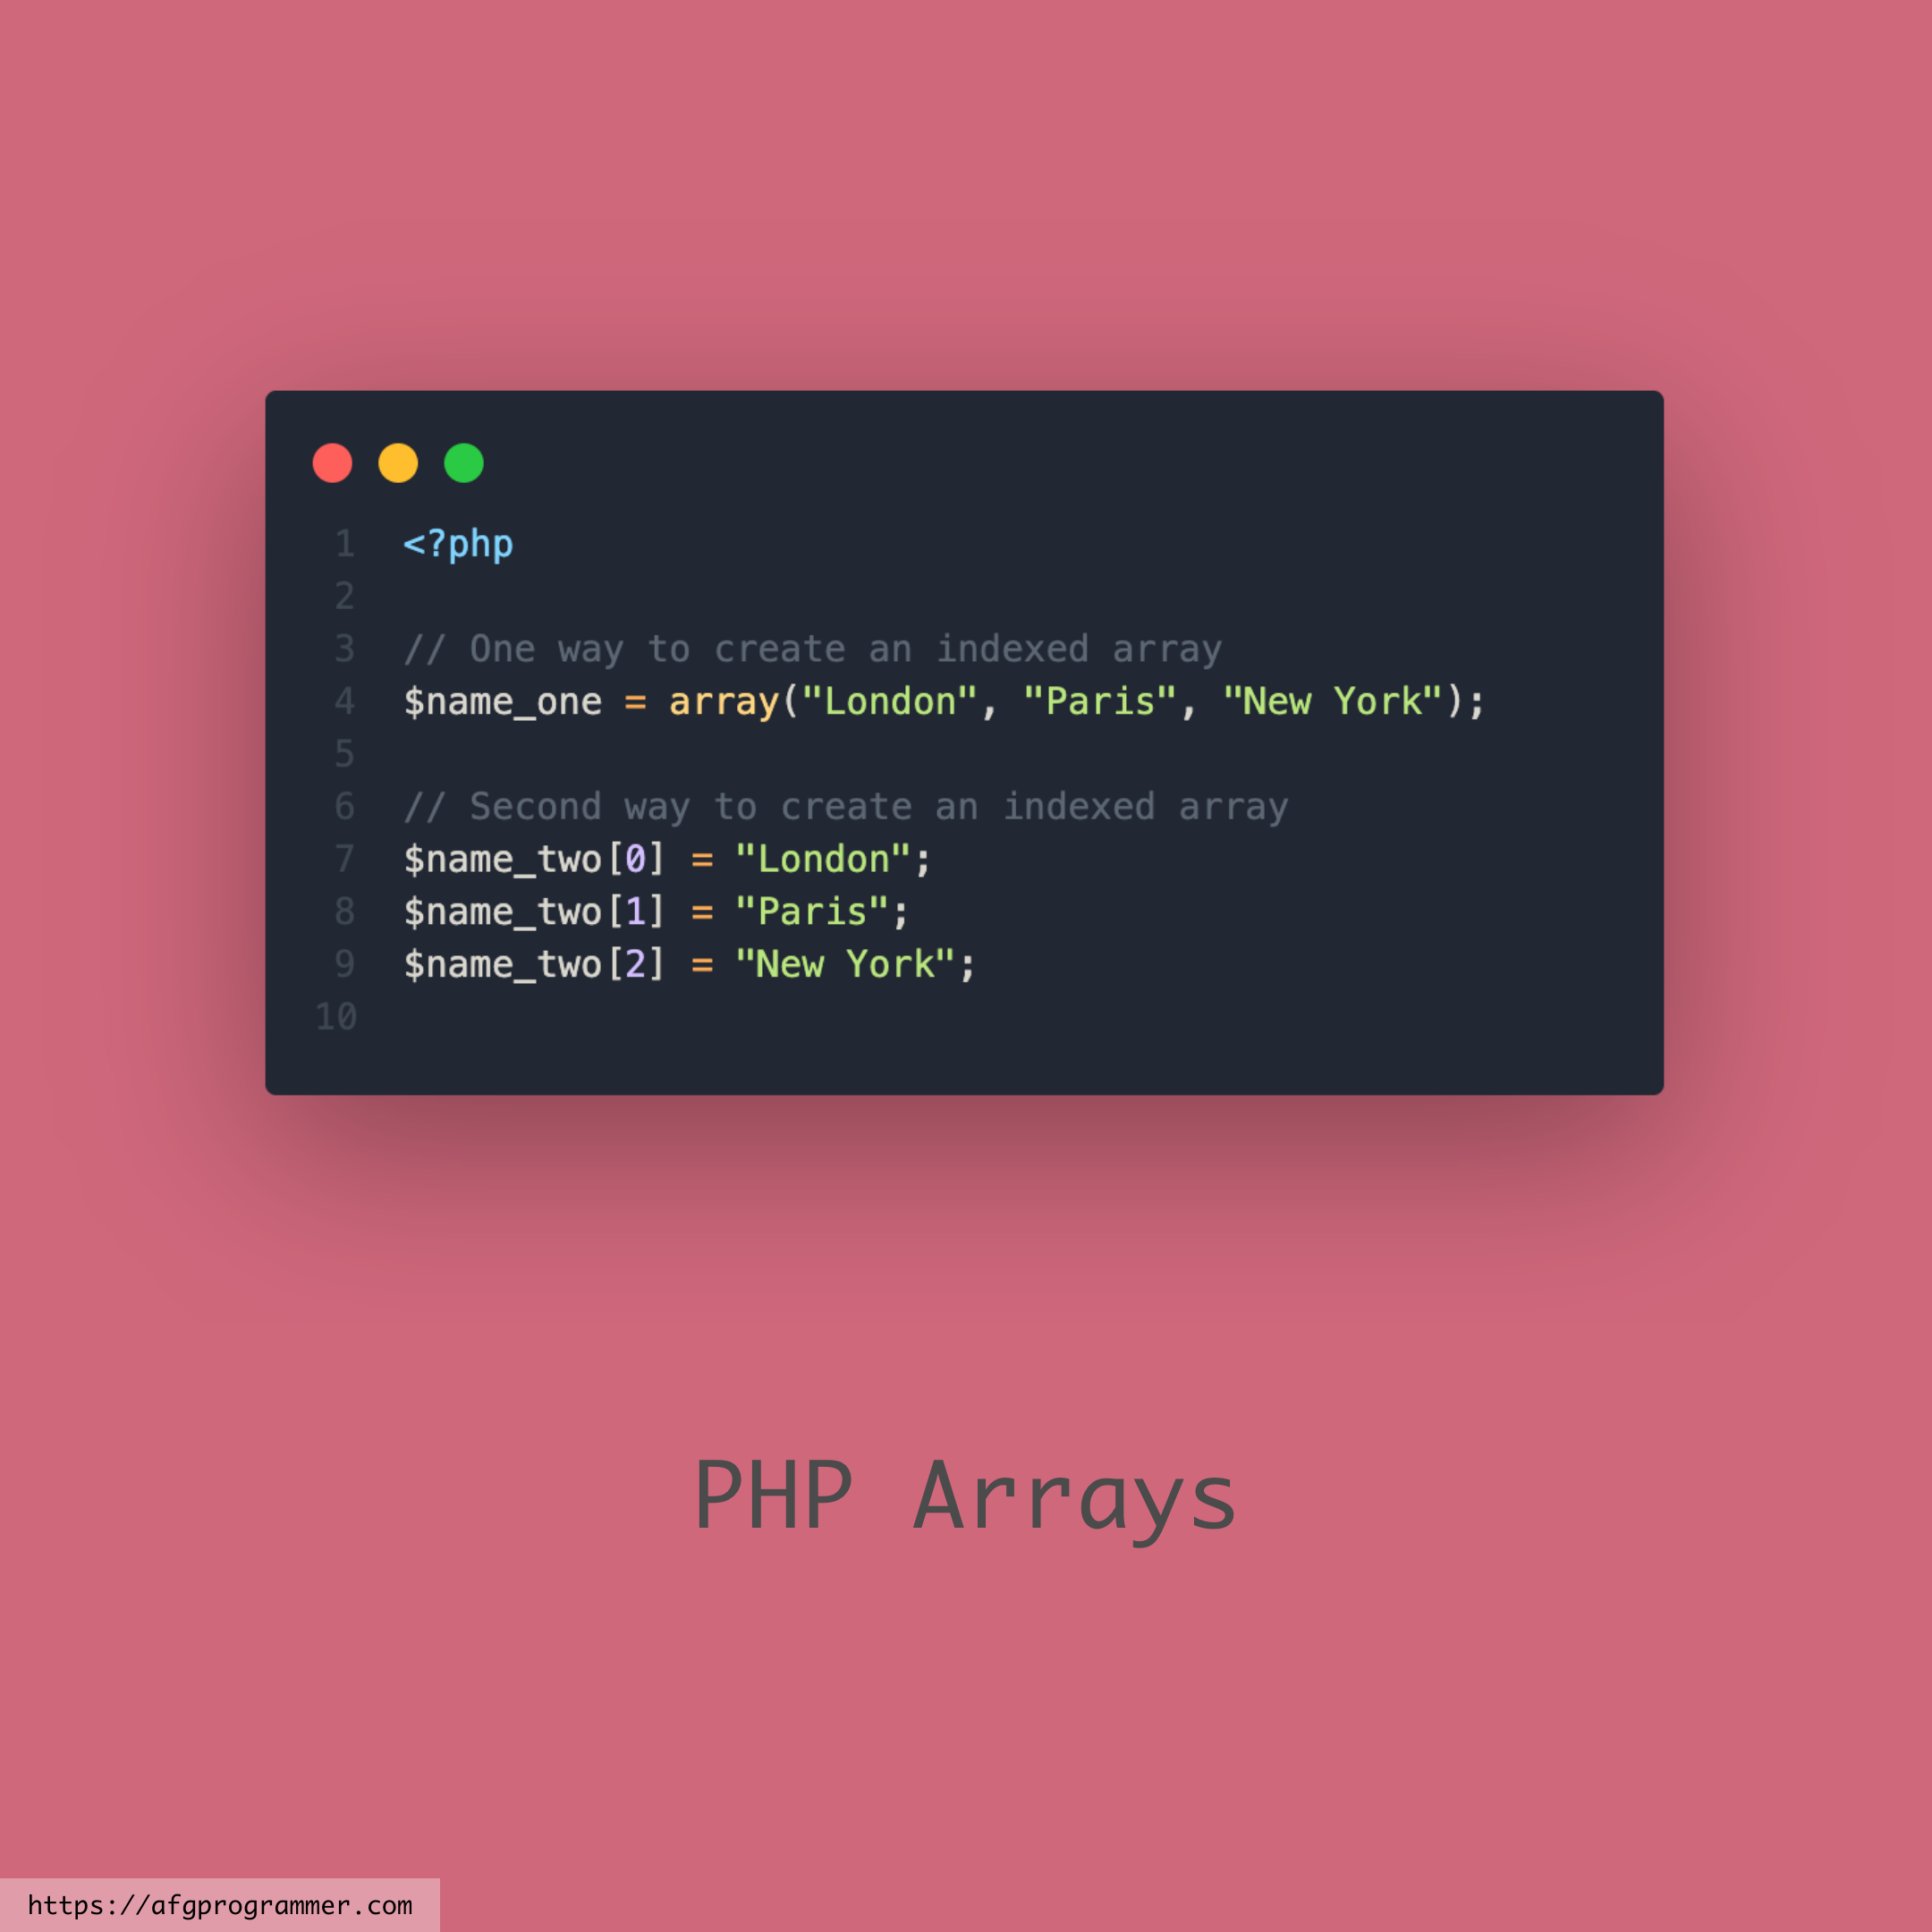 1 <?php
2
3 // One way to create an indexed array
4 $name_one = array("London", "Paris", "New York");
5
6 // Second way to create an indexed array
7 $name_two[0] = "London";
8 $name_two[1] = "Paris";
9 $name_two[2] = "New York";
10
PHP Arrays
https://afgprogrammer.com